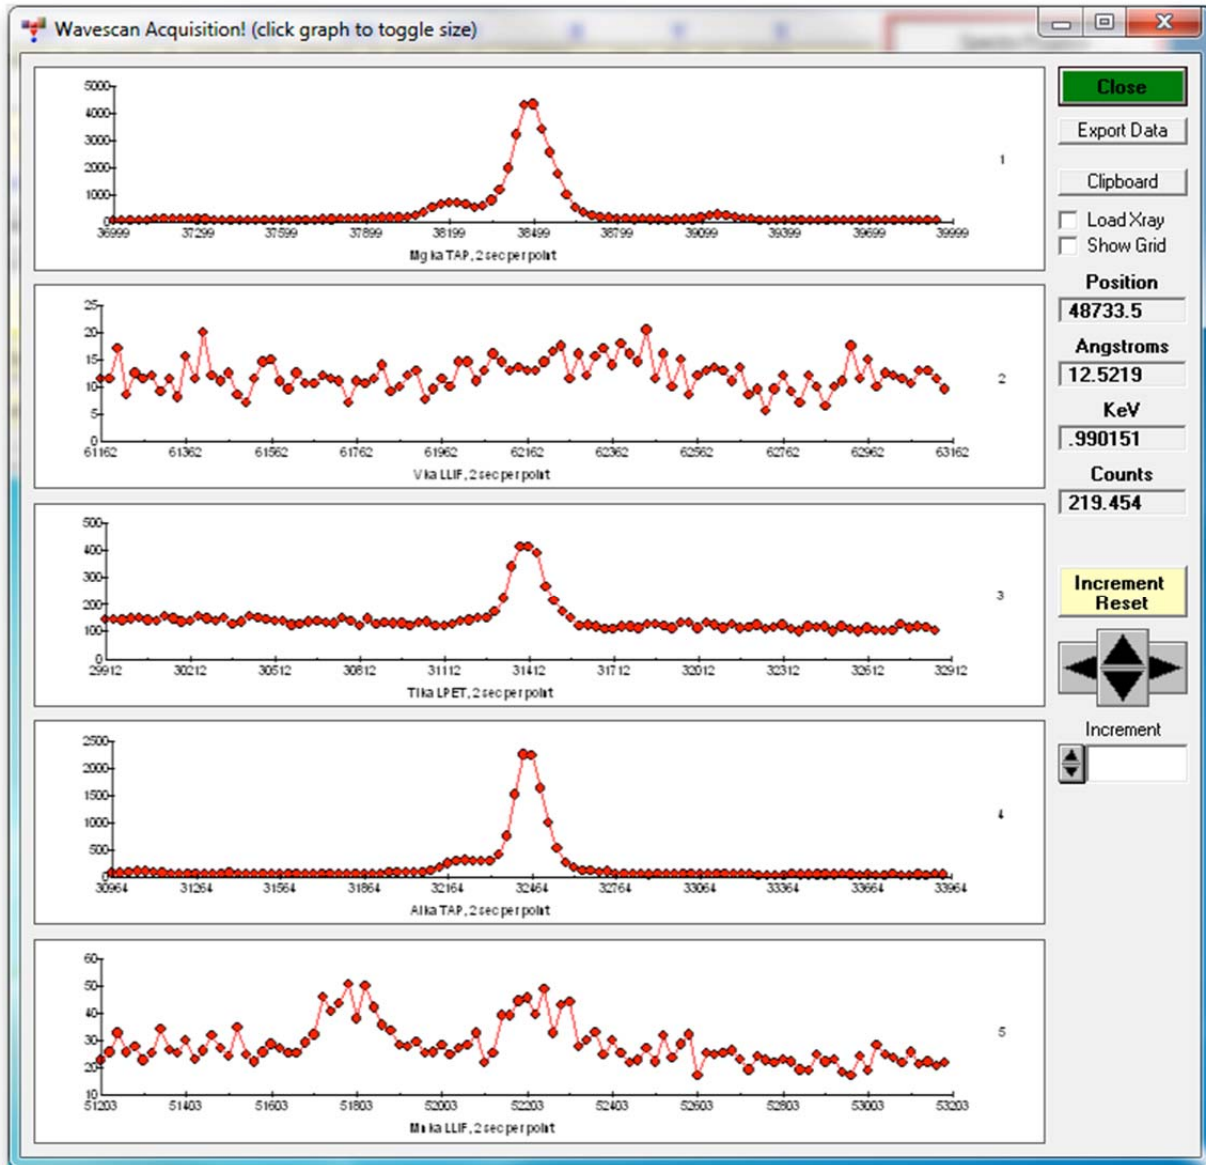 Wavescan Acquisition! (click graph to toggle size)
5000
4000
3000
2000
1000
0
36999 37299 37599 37899 38199 38499 38799 39099 39399 39699 39999
Mg ka TAP, 2 sec per point
1
25
20
15
10
5
0
61162 61362 61562 61762 61962 62162 62362 62562 62762 62962 63162
V ka LLIF, 2 sec per point
2
500
400
300
200
100
0
29912 30212 30512 30812 31112 31412 31712 32012 32312 32612 32912
Ti ka LPET, 2 sec per point
3
2500
2000
1500
1000
500
0
30964 31264 31564 31864 32164 32464 32764 33064 33364 33664 33964
Al ka TAP, 2 sec per point
4
60
50
40
30
20
10
51203 51403 51603 51803 52003 52203 52403 52603 52803 53003 53203
Mn ka LLIF, 2 sec per point
5
Close
Export Data
Clipboard
Load Xray
Show Grid
Position
48733.5
Angstroms
12.5219
KeV
.990151
Counts
219.454
Increment
Reset
Increment